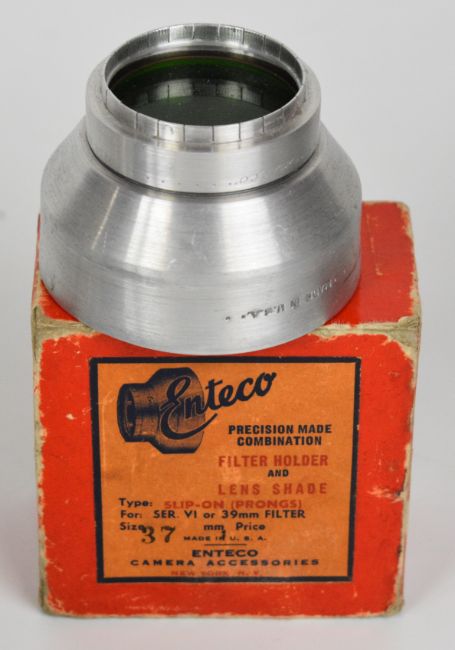 Enteco
PRECISION MADE
COMBINATION
FILTER HOLDER
AND
LENS SHADE
Type: SLIP-ON (PRONGS)
For: SER. VI or 39mm FILTER
Size 37 mm Price
MADE IN U. S. A.
ENTECO
CAMERA ACCESSORIES
NEW YORK, N. Y.